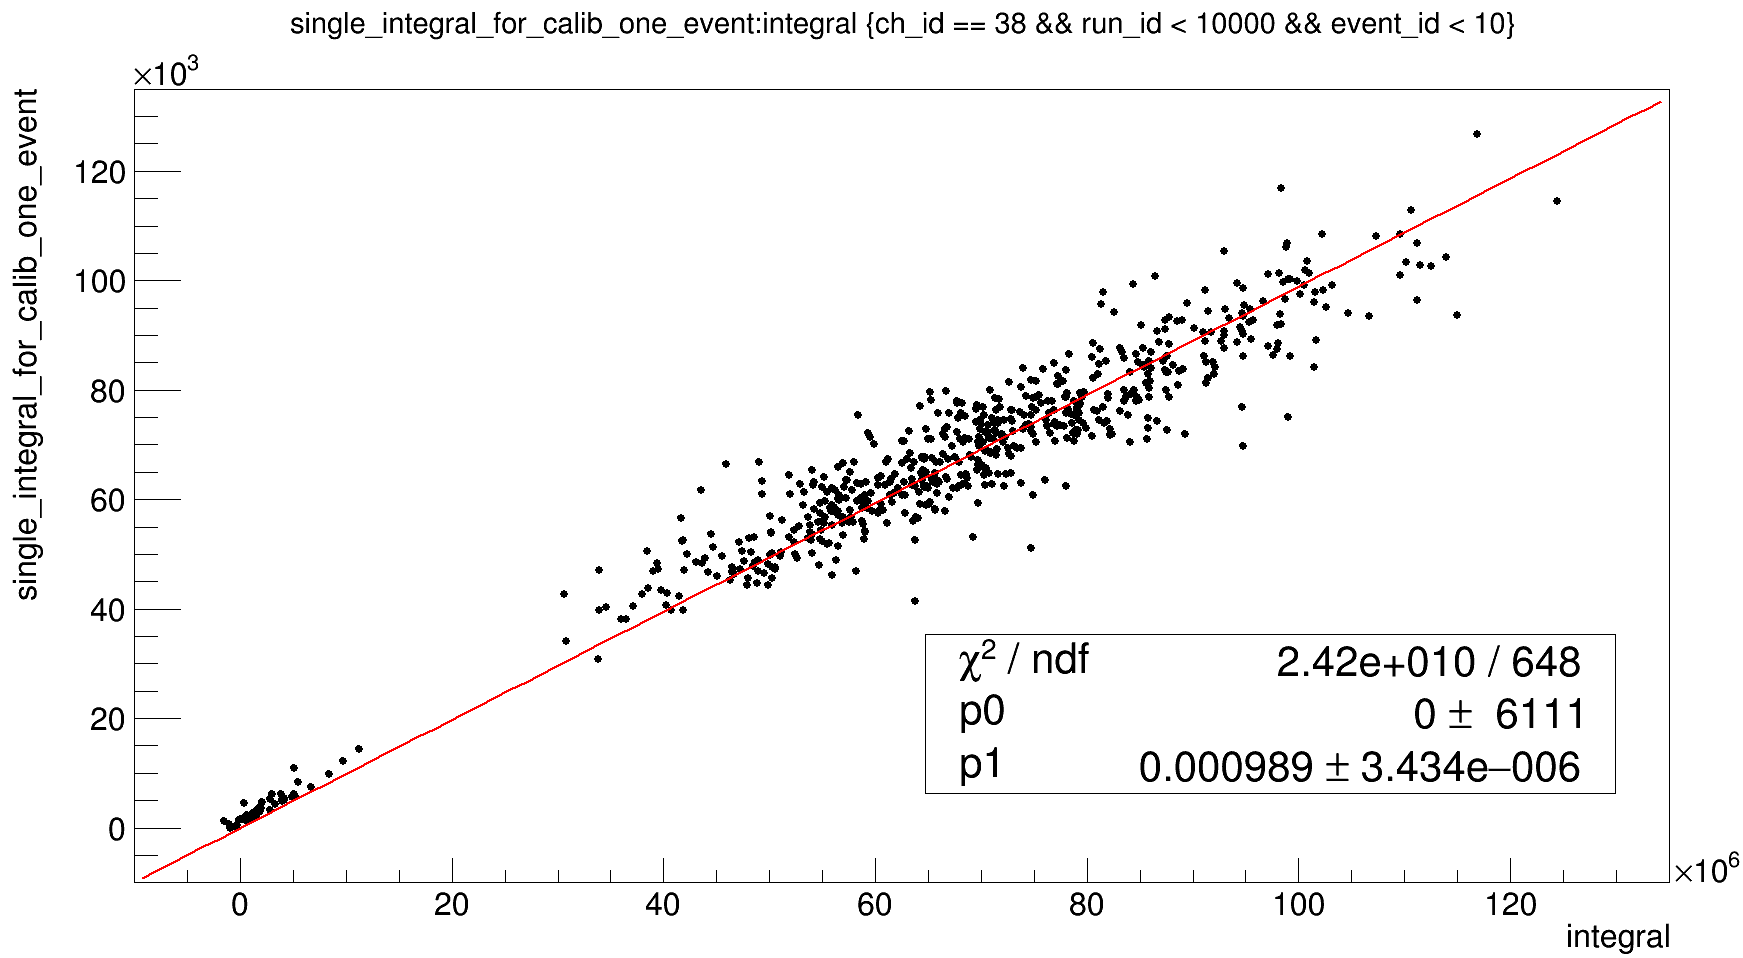 single_integral_for_calib_one_event:integral {ch_id == 38 && run_id < 10000 && event_id < 10}
×10³
single_integral_for_calib_one_event
120
100
80
60
40
20
0
χ² / ndf 2.42e+010 / 648
p0 0 ± 6111
p1 0.000989 ± 3.434e−006
0 20 40 60 80 100 120
×10⁶
integral